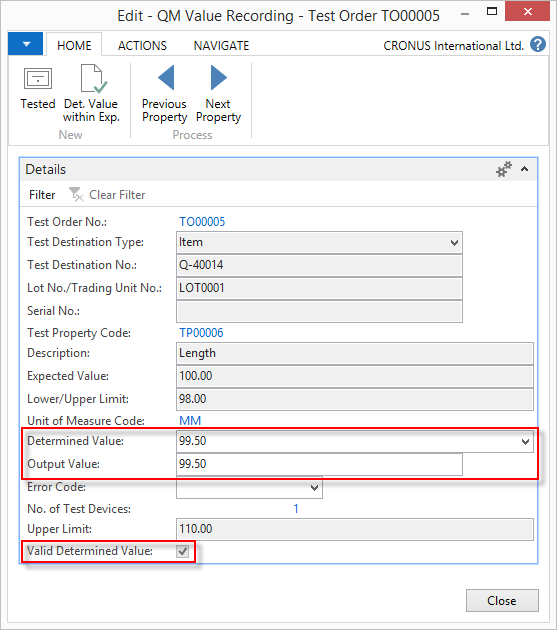 Edit - QM Value Recording - Test Order TO00005
HOME ACTIONS NAVIGATE CRONUS International Ltd. ?
Tested Det. Value within Exp. Previous Property Next Property
New Process
Details
Filter Clear Filter
Test Order No.: TO00005
Test Destination Type: Item
Test Destination No.: Q-40014
Lot No./Trading Unit No.: LOT0001
Serial No.:
Test Property Code: TP00006
Description: Length
Expected Value: 100.00
Lower/Upper Limit: 98.00
Unit of Measure Code: MM
Determined Value: 99.50
Output Value: 99.50
Error Code:
No. of Test Devices: 1
Upper Limit: 110.00
Valid Determined Value:
Close